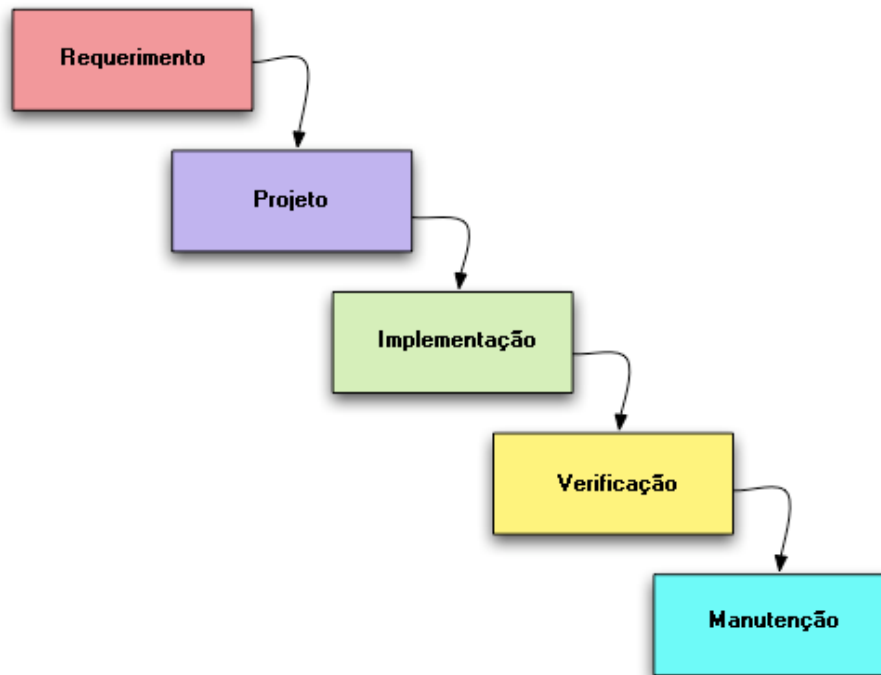 Requerimento
Projeto
Implementação
Verificação
Manutenção